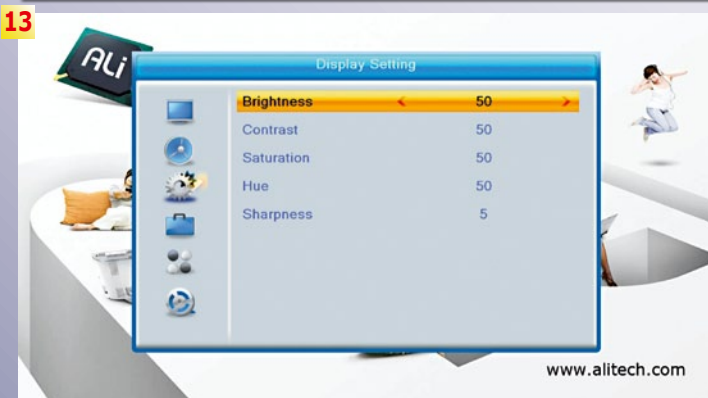 13
ALi
Display Setting
Brightness < 50 >
Contrast 50
Saturation 50
Hue 50
Sharpness 5
www.alitech.com